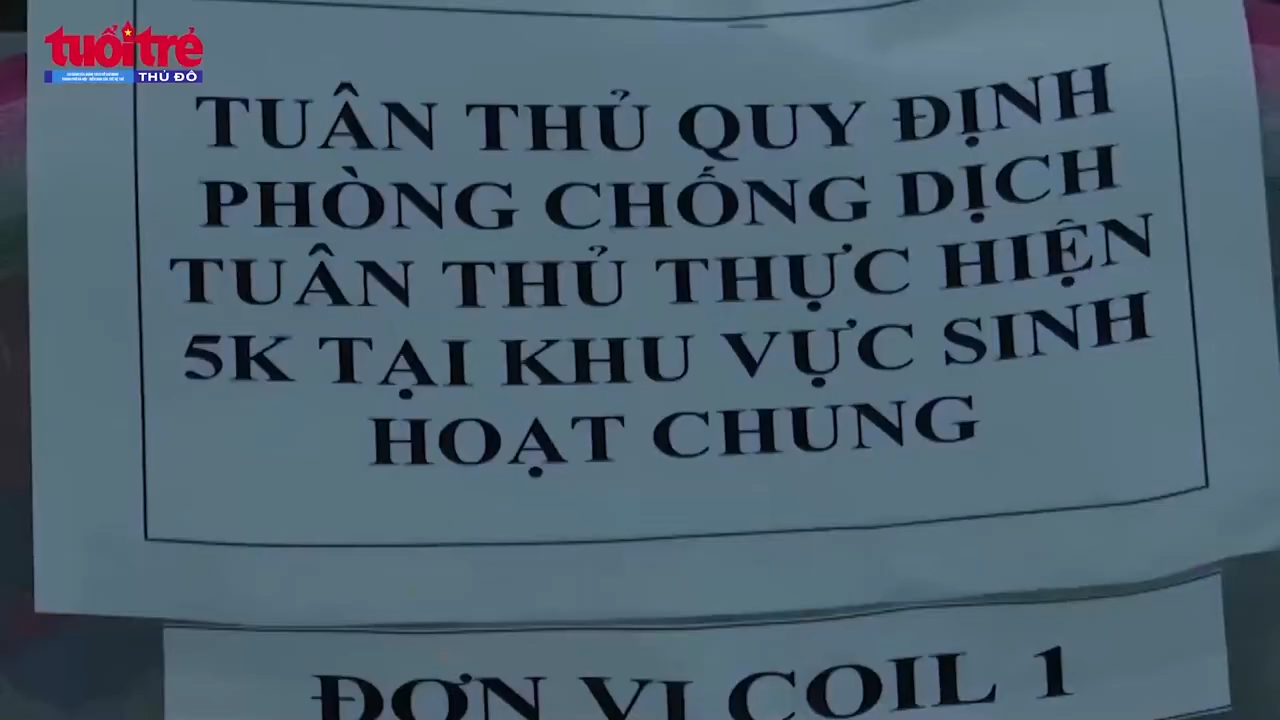 tuổi trẻ
THỦ ĐÔ
TUÂN THỦ QUY ĐỊNH
PHÒNG CHỐNG DỊCH
TUÂN THỦ THỰC HIỆN
5K TẠI KHU VỰC SINH
HOẠT CHUNG
ĐƠN VỊ COIL 1